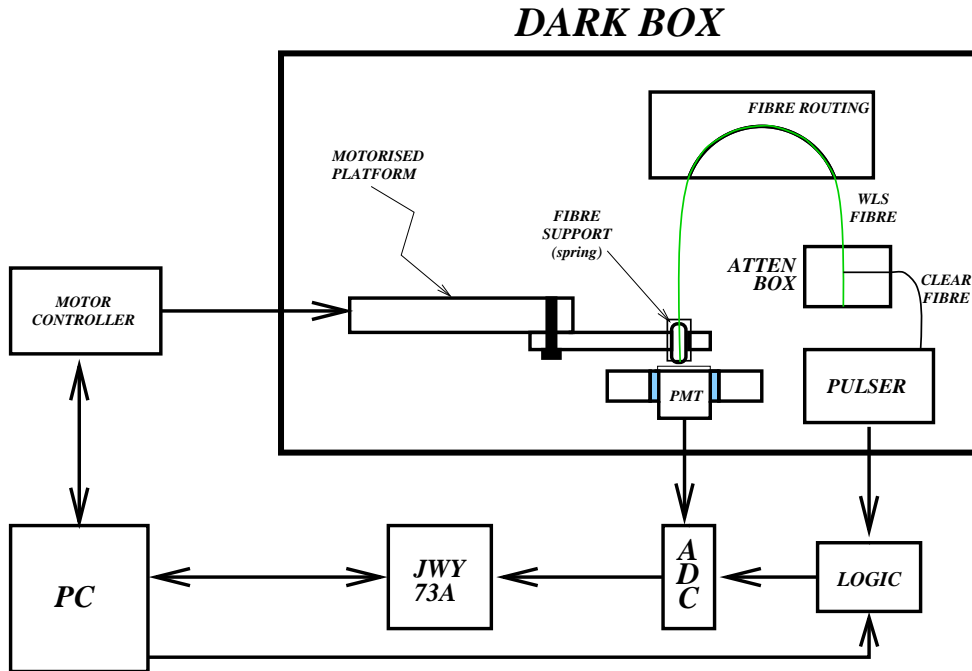 DARK BOX
FIBRE ROUTING
MOTORISED
PLATFORM
WLS
FIBRE
FIBRE
SUPPORT
(spring)
ATTEN
BOX
CLEAR
FIBRE
MOTOR
CONTROLLER
PMT
PULSER
PC
JWY
73A
A
D
C
LOGIC